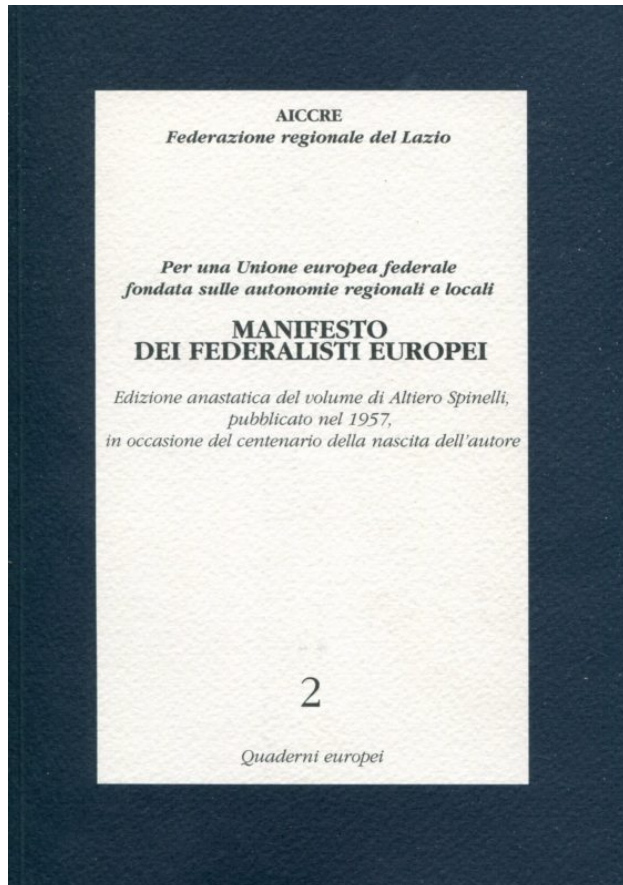 AICCRE
Federazione regionale del Lazio
Per una Unione europea federale
fondata sulle autonomie regionali e locali
MANIFESTO
DEI FEDERALISTI EUROPEI
Edizione anastatica del volume di Altiero Spinelli,
pubblicato nel 1957,
in occasione del centenario della nascita dell'autore
2
Quaderni europei